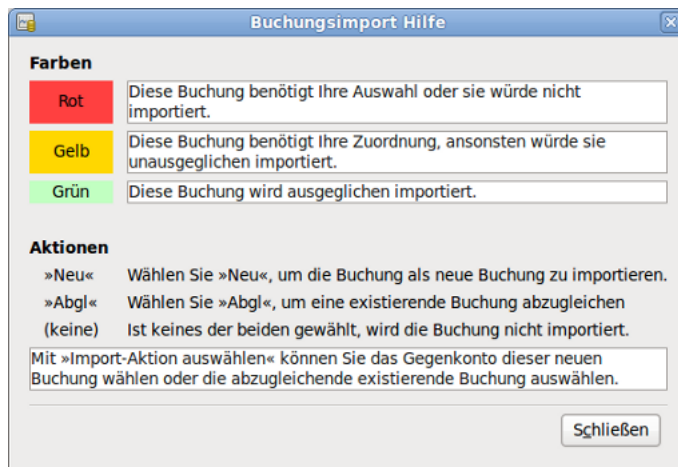 Buchungsimport Hilfe
Farben
Rot
Diese Buchung benötigt Ihre Auswahl oder sie würde nicht
importiert.
Gelb
Diese Buchung benötigt Ihre Zuordnung, ansonsten würde sie
unausgeglichen importiert.
Grün
Diese Buchung wird ausgeglichen importiert.
Aktionen
»Neu«
Wählen Sie »Neu«, um die Buchung als neue Buchung zu importieren.
»Abgl«
Wählen Sie »Abgl«, um eine existierende Buchung abzugleichen
(keine)
Ist keines der beiden gewählt, wird die Buchung nicht importiert.
Mit »Import-Aktion auswählen« können Sie das Gegenkonto dieser neuen
Buchung wählen oder die abzugleichende existierende Buchung auswählen.
Schließen